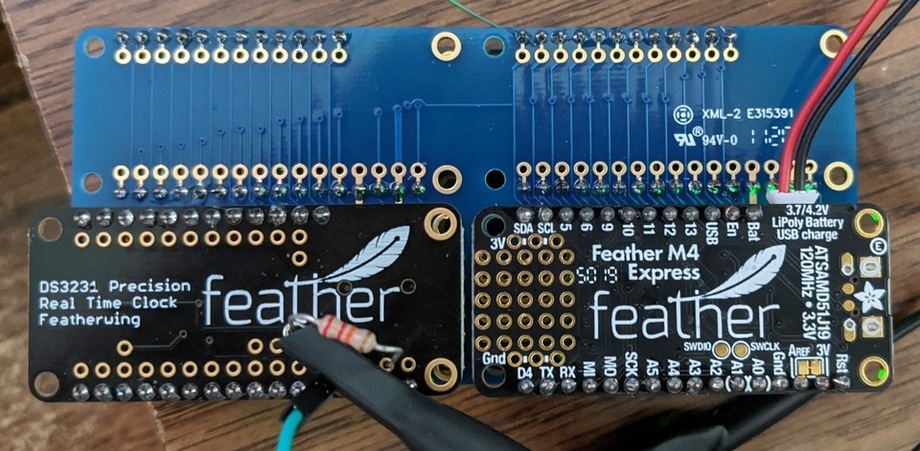 XML-2 E315391
94V-0
3.7/4.2V
LiPoly Battery
USB charge
DS3231 Precision
Real Time Clock
Featherwing
feather
SDA SCL 5 6 9 10 11 12 13 USB En Bat
3V
Feather M4
Express
5019
feather
ATSAMD51J19
120MHz * 3.3V
E
SWDIO SWCLK
Gnd
D4 TX RX M1 M0 SCK A5 A4 A3 A2 (A1) (A0) Gnd
AREF 3V
Rst